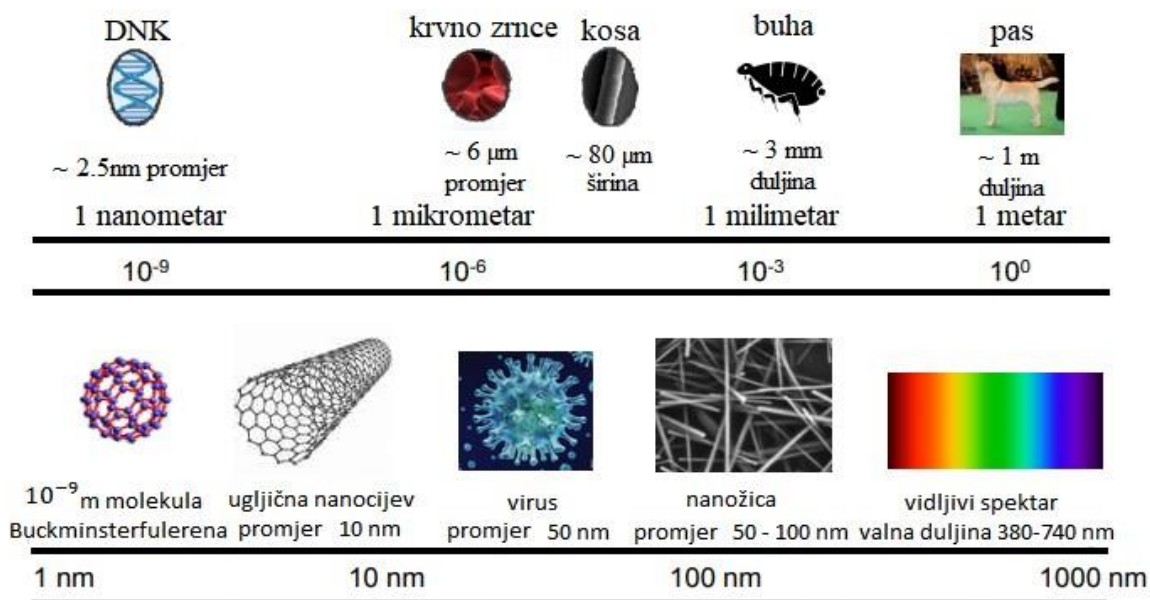 DNK
krvno zrnce
kosa
buha
pas
~ 2.5nm promjer
~ 6 µm
promjer
~ 80 µm
širina
~ 3 mm
duljina
~ 1 m
duljina
1 nanometar
1 mikrometar
1 milimetar
1 metar
10⁻⁹
10⁻⁶
10⁻³
10⁰
10⁻⁹ m molekula
Buckminsterfulerena
ugljična nanocijev
promjer 10 nm
virus
promjer 50 nm
nanožica
promjer 50 - 100 nm
vidljivi spektar
valna duljina 380-740 nm
1 nm
10 nm
100 nm
1000 nm